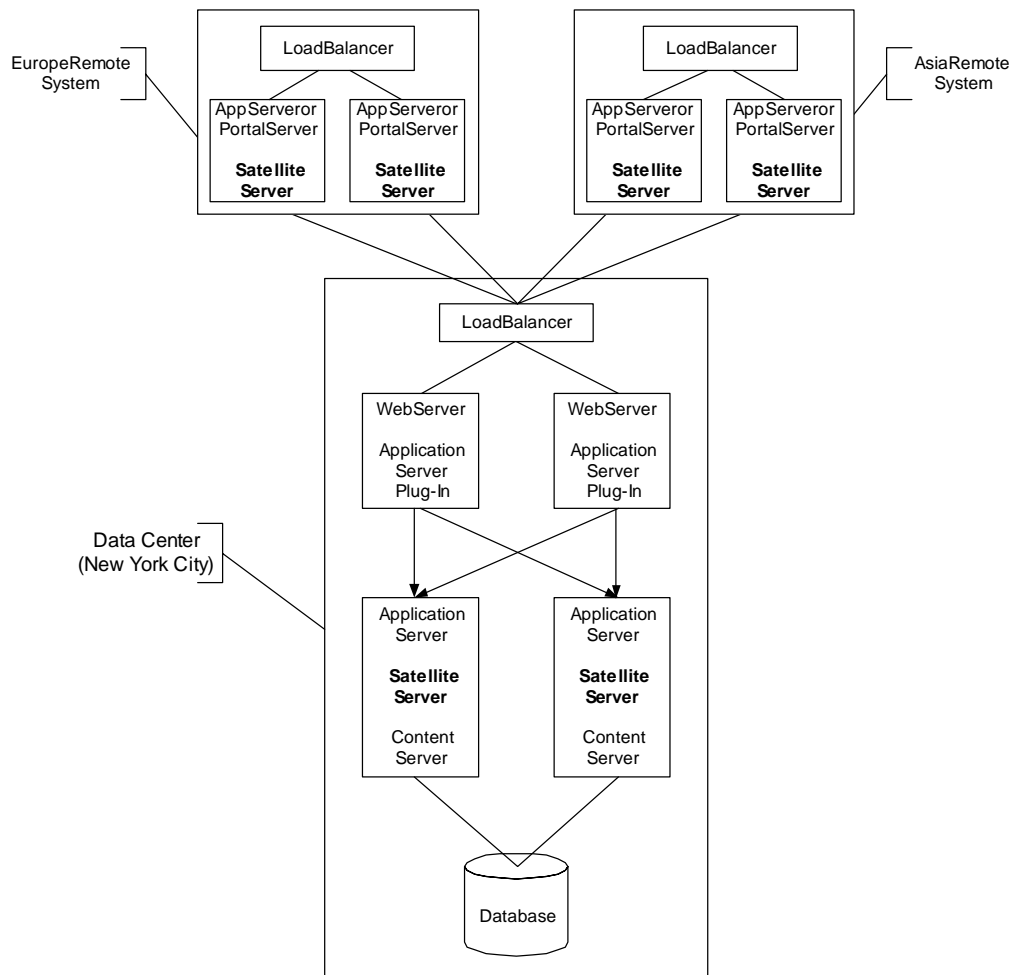 LoadBalancer
LoadBalancer
EuropeRemote
System
AsiaRemote
System
AppServeror
PortalServer
Satellite
Server
AppServeror
PortalServer
Satellite
Server
AppServeror
PortalServer
Satellite
Server
AppServeror
PortalServer
Satellite
Server
LoadBalancer
WebServer
Application
Server
Plug-In
WebServer
Application
Server
Plug-In
Data Center
(New York City)
Application
Server
Satellite
Server
Content
Server
Application
Server
Satellite
Server
Content
Server
Database